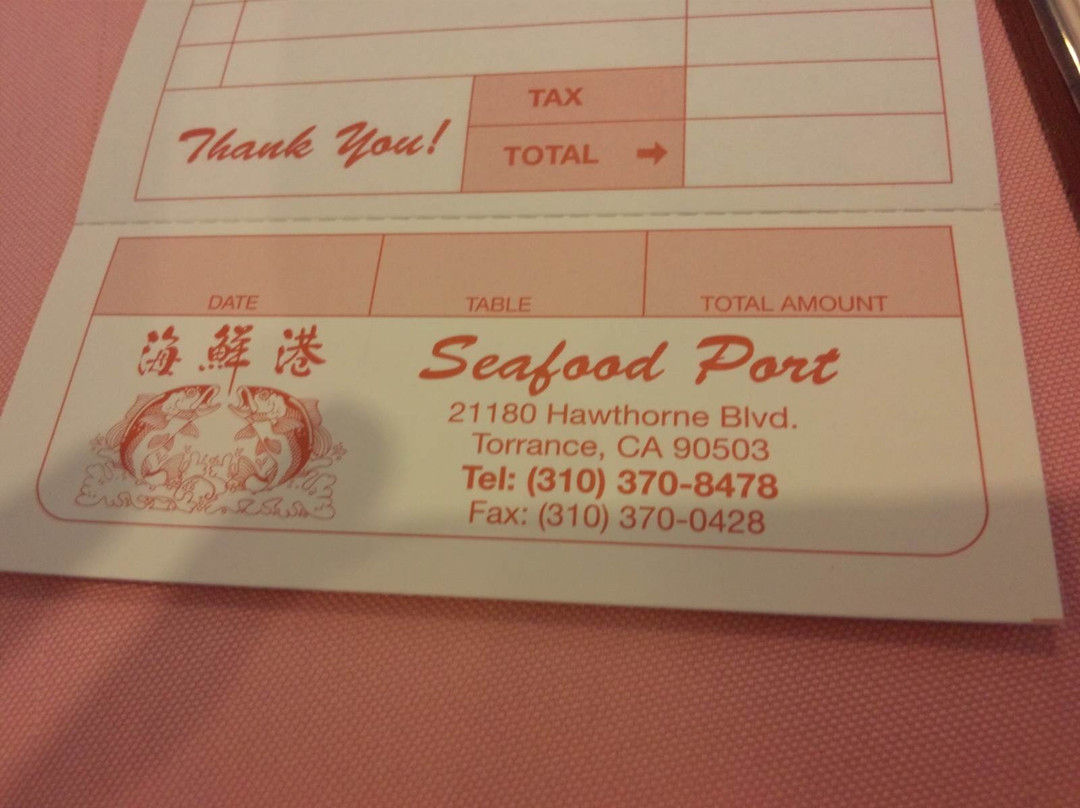 TAX
Thank You!
TOTAL
DATE
TABLE
TOTAL AMOUNT
海鮮港
Seafood Port
21180 Hawthorne Blvd.
Torrance, CA 90503
Tel: (310) 370-8478
Fax: (310) 370-0428